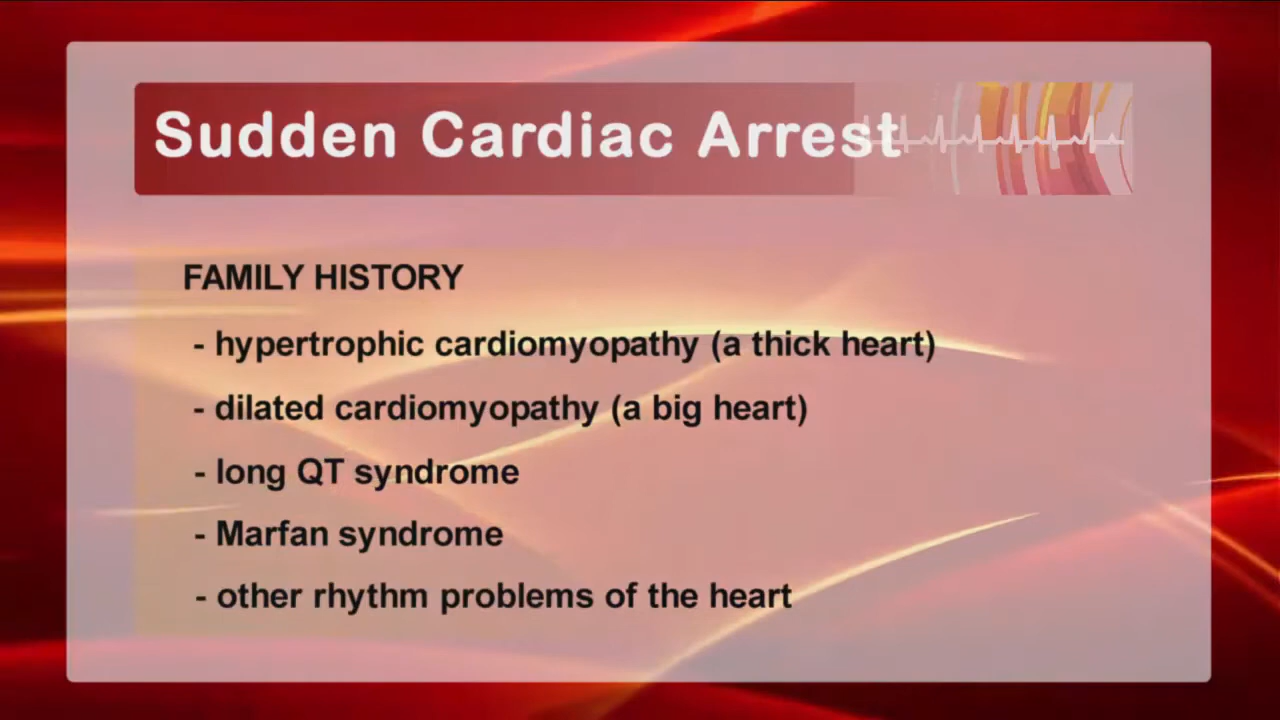 Sudden Cardiac Arrest
FAMILY HISTORY
- hypertrophic cardiomyopathy (a thick heart)
- dilated cardiomyopathy (a big heart)
- long QT syndrome
- Marfan syndrome
- other rhythm problems of the heart